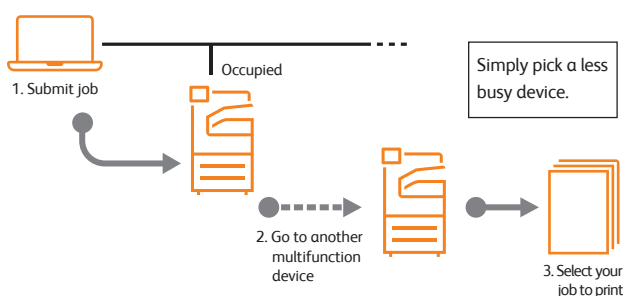 1. Submit job
Occupied
Simply pick a less
busy device.
2. Go to another
multifunction
device
3. Select your
job to print